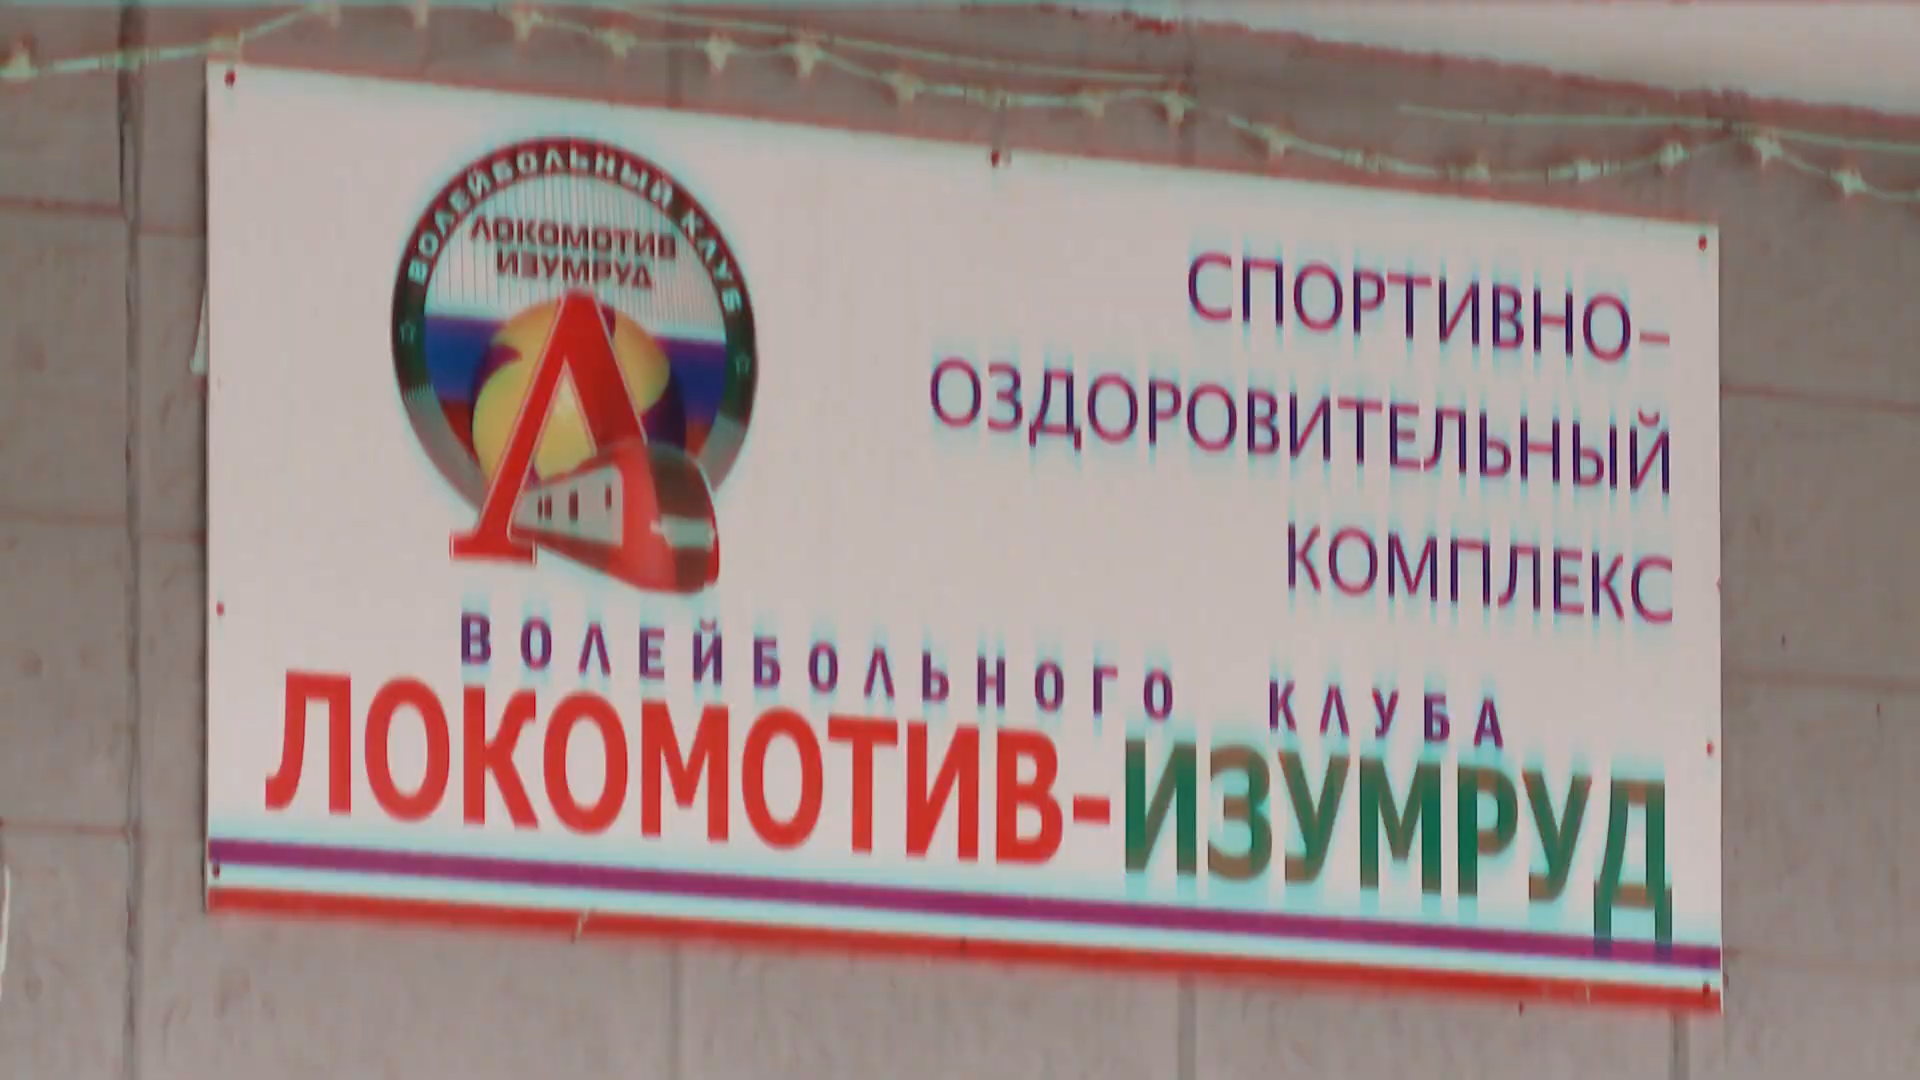 ВОЛЕЙБОЛЬНЫЙ КЛУБ
ЛОКОМОТИВ
ИЗУМРУД
СПОРТИВНО-
ОЗДОРОВИТЕЛЬНЫЙ
КОМПЛЕКС
ВОЛЕЙБОЛЬНОГО КЛУБА
ЛОКОМОТИВ-ИЗУМРУД